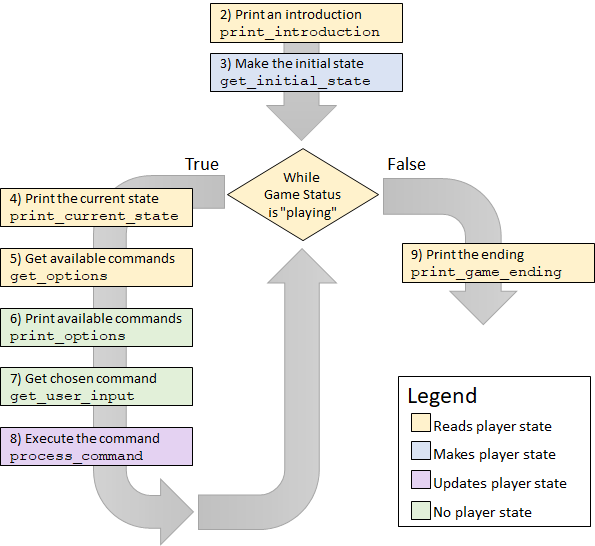 2) Print an introduction
print_introduction
3) Make the initial state
get_initial_state
True
While
Game Status
is "playing"
False
4) Print the current state
print_current_state
5) Get available commands
get_options
6) Print available commands
print_options
7) Get chosen command
get_user_input
8) Execute the command
process_command
9) Print the ending
print_game_ending
Legend
Reads player state
Makes player state
Updates player state
No player state